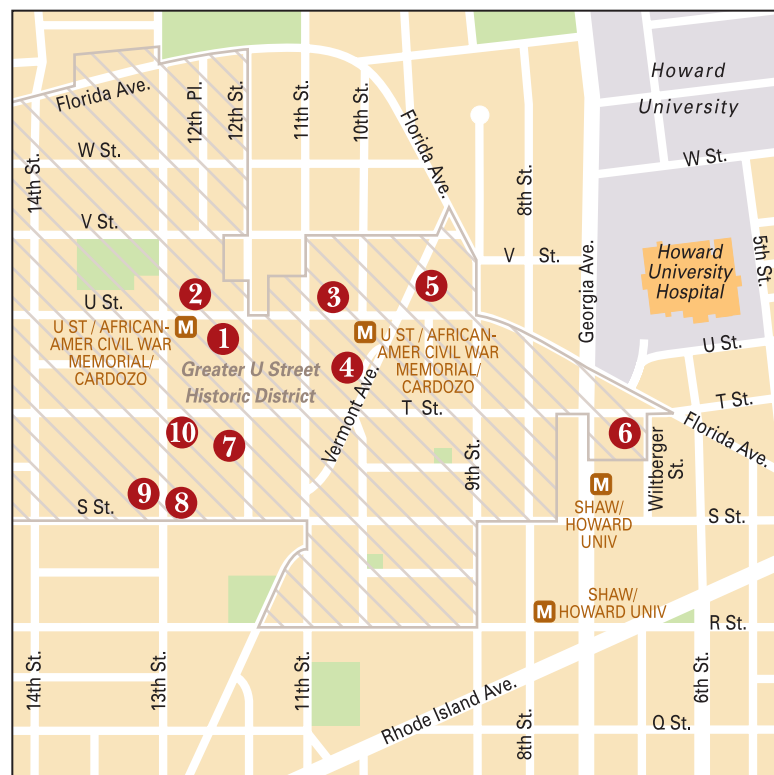 Howard
University
Florida Ave.
12th Pl.
12th St.
11th St.
10th St.
Florida Ave.
14th St.
W St.
W St.
8th St.
V St.
V St.
Georgia Ave.
5th St.
Howard
University
Hospital
2
3
5
U St.
M
U ST / AFRICAN-
AMER CIVIL WAR
MEMORIAL/
CARDOZO
1
M
U ST / AFRICAN-
AMER CIVIL WAR
MEMORIAL/
CARDOZO
U St.
Greater U Street
Historic District
4
Vermont Ave.
T St.
T St.
10
7
6
Florida Ave.
9th St.
Wiltberger
St.
9
8
S St.
M
SHAW/
HOWARD
UNIV
S St.
M
SHAW/
HOWARD UNIV
R St.
14th St.
13th St.
11th St.
Rhode Island Ave.
8th St.
6th St.
Q St.